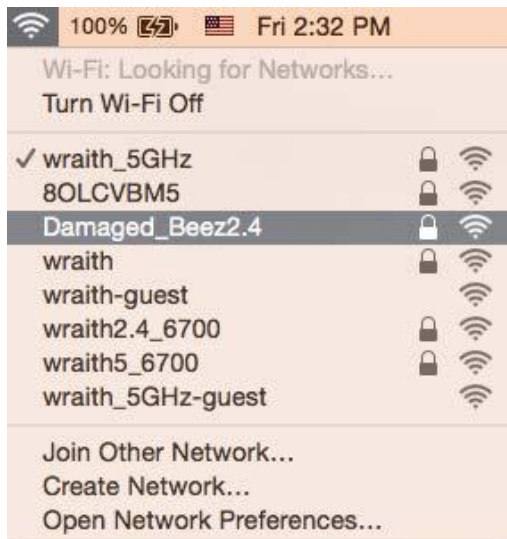 100% Fri 2:32 PM
Wi-Fi: Looking for Networks...
Turn Wi-Fi Off
wraith_5GHz
8OLCVBM5
Damaged_Beez2.4
wraith
wraith-guest
wraith2.4_6700
wraith5_6700
wraith_5GHz-guest
Join Other Network...
Create Network...
Open Network Preferences...